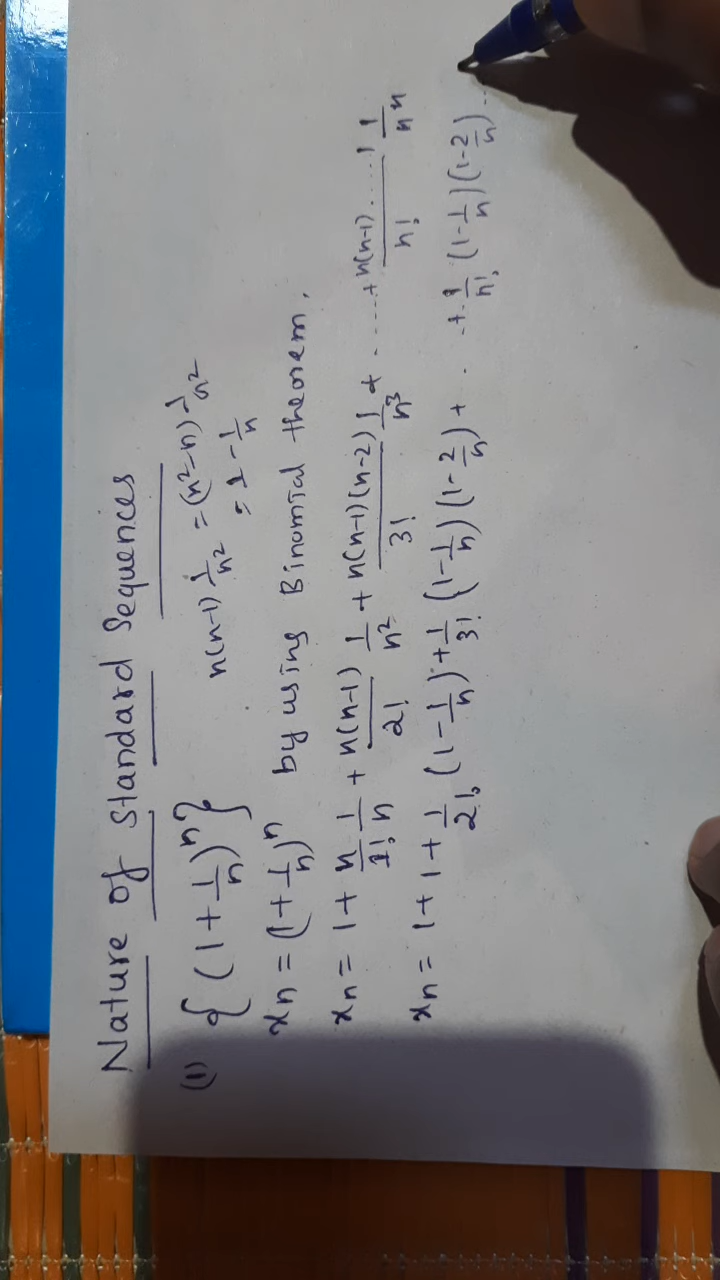 Nature of standard sequences
(1) {(1+1/n)^n} n(n-1) 1/n² = (n²-n) 1/n²
= 1 - 1/n
xn = (1+1/n)^n by using Binomial theorem,
xn = 1 + n/1! 1/n + n(n-1)/2! 1/n² + n(n-1)(n-2)/3! 1/n³ + ..... + n(n-1).....1/n! 1/n^n
xn = 1 + 1 + 1/2! (1-1/n) + 1/3! (1-1/n)(1-2/n) + . .+. 1/n! (1-1/n)(1-2/n)..